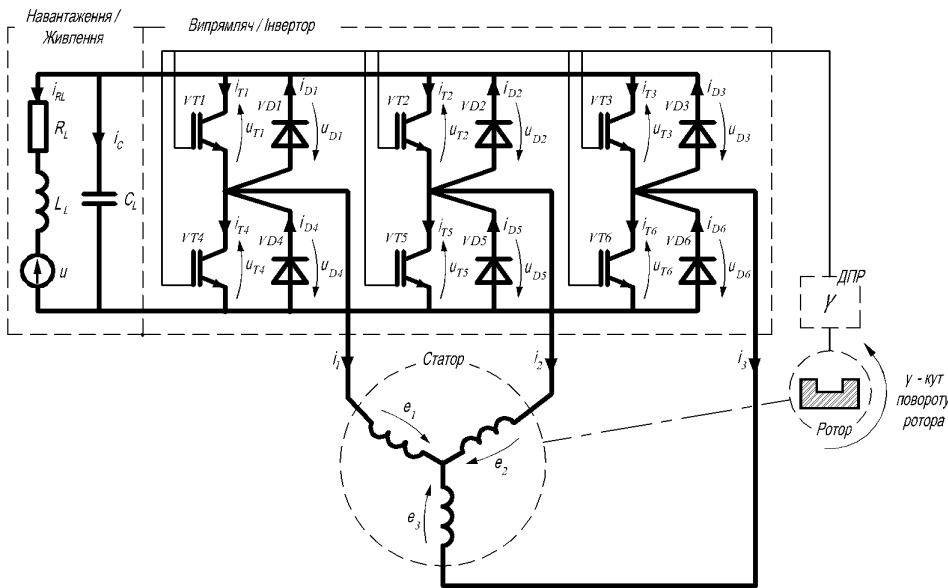 Навантаження /
Живлення
Випрямляч / Інвертор
i_RL
R_L
L_L
u
i_C
C_L
VT1
i_T1
u_T1
VD1
i_D1
u_D1
VT2
i_T2
u_T2
VD2
i_D2
u_D2
VT3
i_T3
u_T3
VD3
i_D3
u_D3
VT4
i_T4
u_T4
VD4
i_D4
u_D4
VT5
i_T5
u_T5
VD5
i_D5
u_D5
VT6
i_T6
u_T6
VD6
i_D6
u_D6
ДПР
γ
i_1
Статор
i_2
i_3
e_1
e_2
e_3
Ротор
γ - кут
повороту
ротора